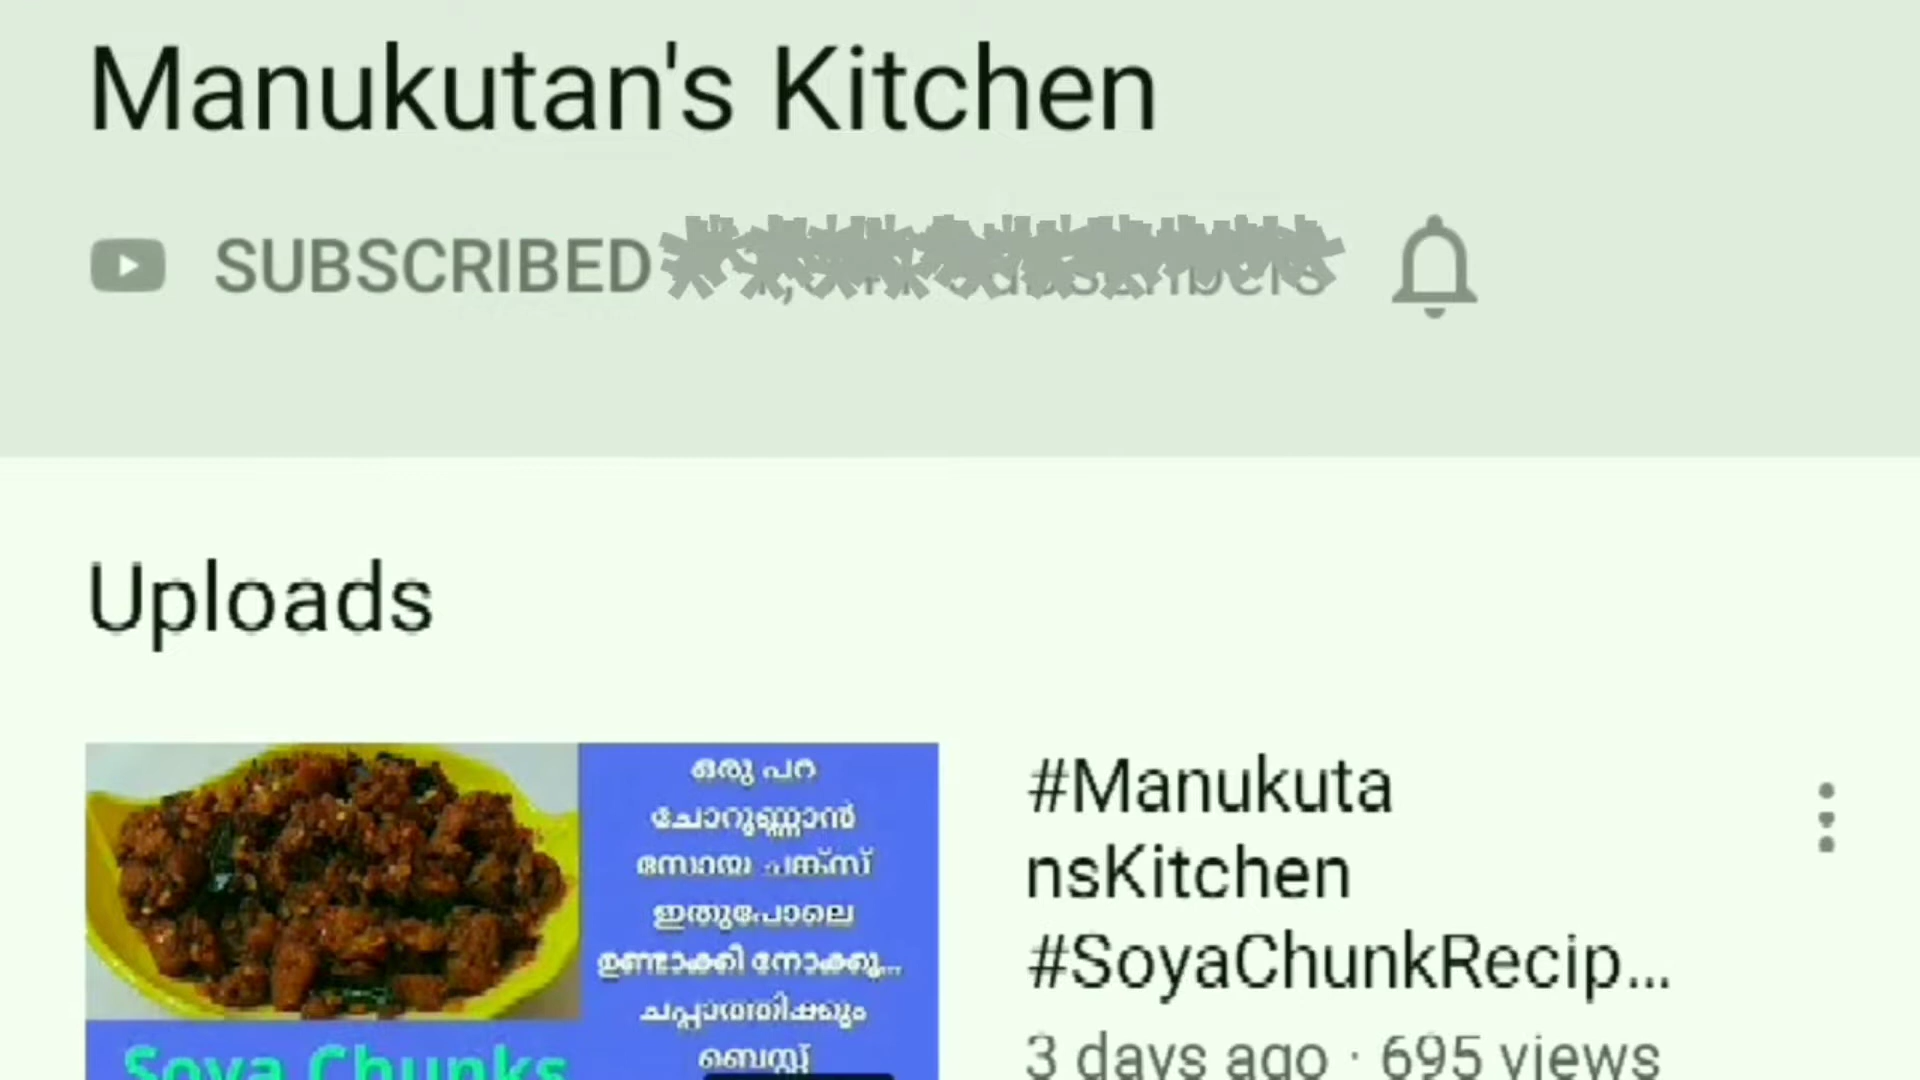 Manukutan's Kitchen
SUBSCRIBED
Uploads
ഒരു പറ
ചോറുണ്ണാൻ
സോയ ചങ്ക്സ്
ഇതുപോലെ
ഉണ്ടാക്കി നോക്കൂ...
ചപ്പാത്തിക്കും
ബെസ്റ്റ്
Soya Chunks
#Manukuta
nsKitchen
#SoyaChunkRecip...
3 days ago · 695 views